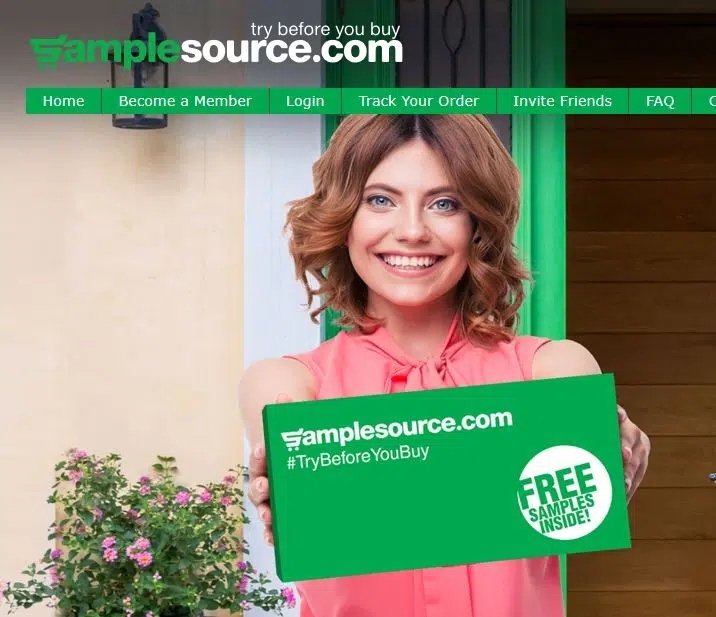 try before you buy
samplesource.com
Home
Become a Member
Login
Track Your Order
Invite Friends
FAQ
C
samplesource.com
#TryBeforeYouBuy
FREE
SAMPLES
INSIDE!